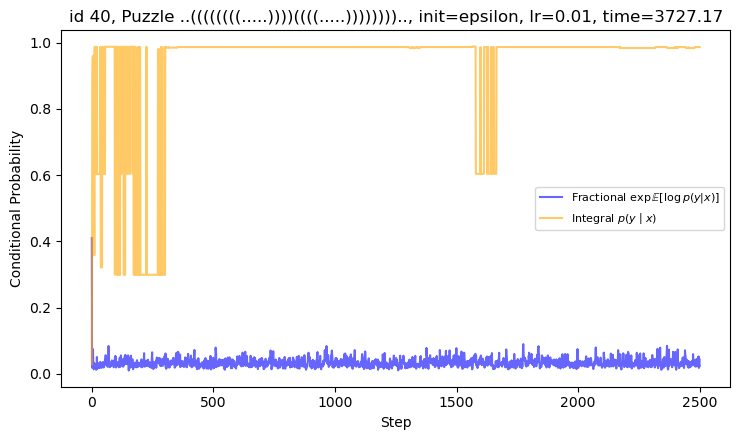 id 40, Puzzle ..((((((((.....))))((((.....)))))))).., init=epsilon, lr=0.01, time=3727.17
1.0
0.8
0.6
0.4
0.2
0.0
Conditional Probability
Fractional exp𝔼[log p(y|x)]
Integral p(y | x)
0
500
1000
1500
2000
2500
Step